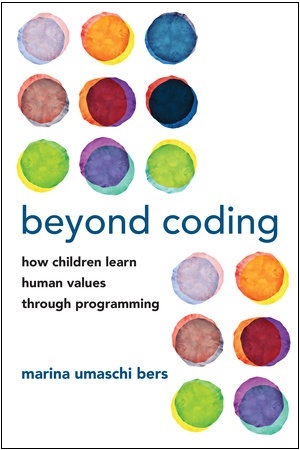 beyond coding
how children learn
human values
through programming
marina umaschi bers